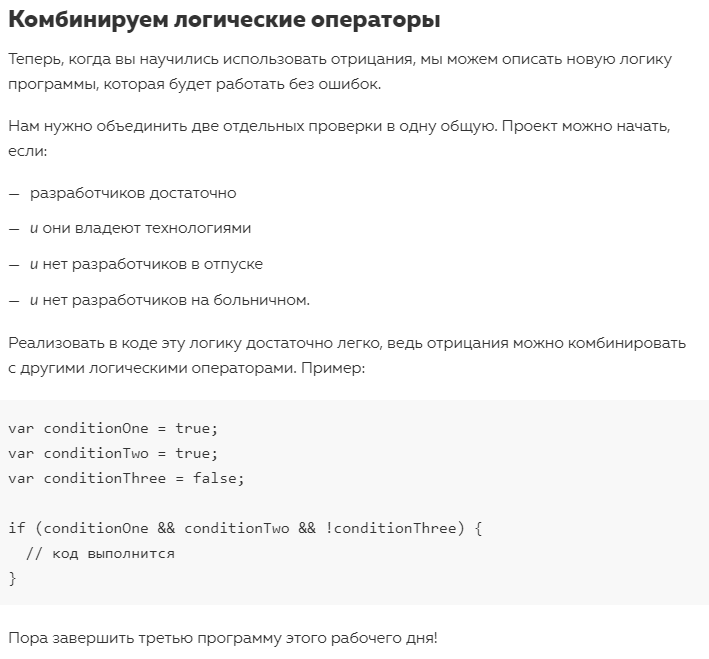 Комбинируем логические операторы
Теперь, когда вы научились использовать отрицания, мы можем описать новую логику
программы, которая будет работать без ошибок.
Нам нужно объединить две отдельных проверки в одну общую. Проект можно начать,
если:
— разработчиков достаточно
— и они владеют технологиями
— и нет разработчиков в отпуске
— и нет разработчиков на больничном.
Реализовать в коде эту логику достаточно легко, ведь отрицания можно комбинировать
с другими логическими операторами. Пример:
var conditionOne = true;
var conditionTwo = true;
var conditionThree = false;
if (conditionOne && conditionTwo && !conditionThree) {
  // код выполнится
}
Пора завершить третью программу этого рабочего дня!